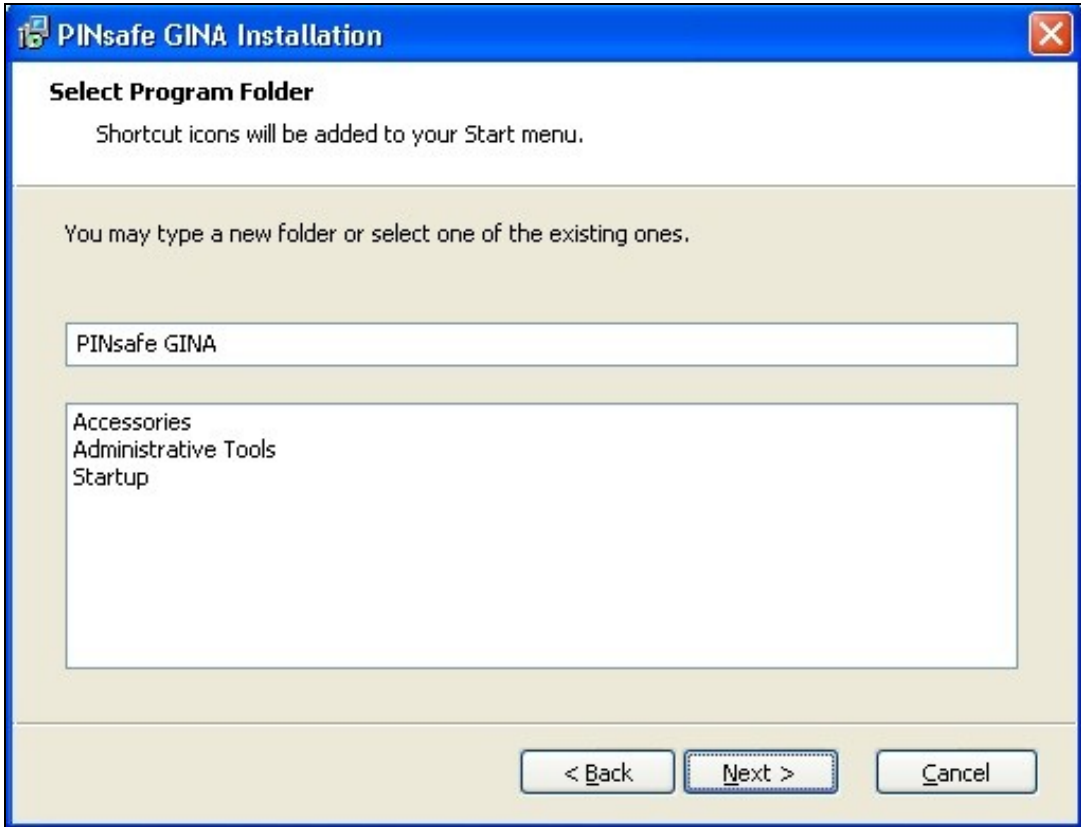 PINsafe GINA Installation
Select Program Folder
Shortcut icons will be added to your Start menu.
You may type a new folder or select one of the existing ones.
PINsafe GINA
Accessories
Administrative Tools
Startup
< Back Next > Cancel